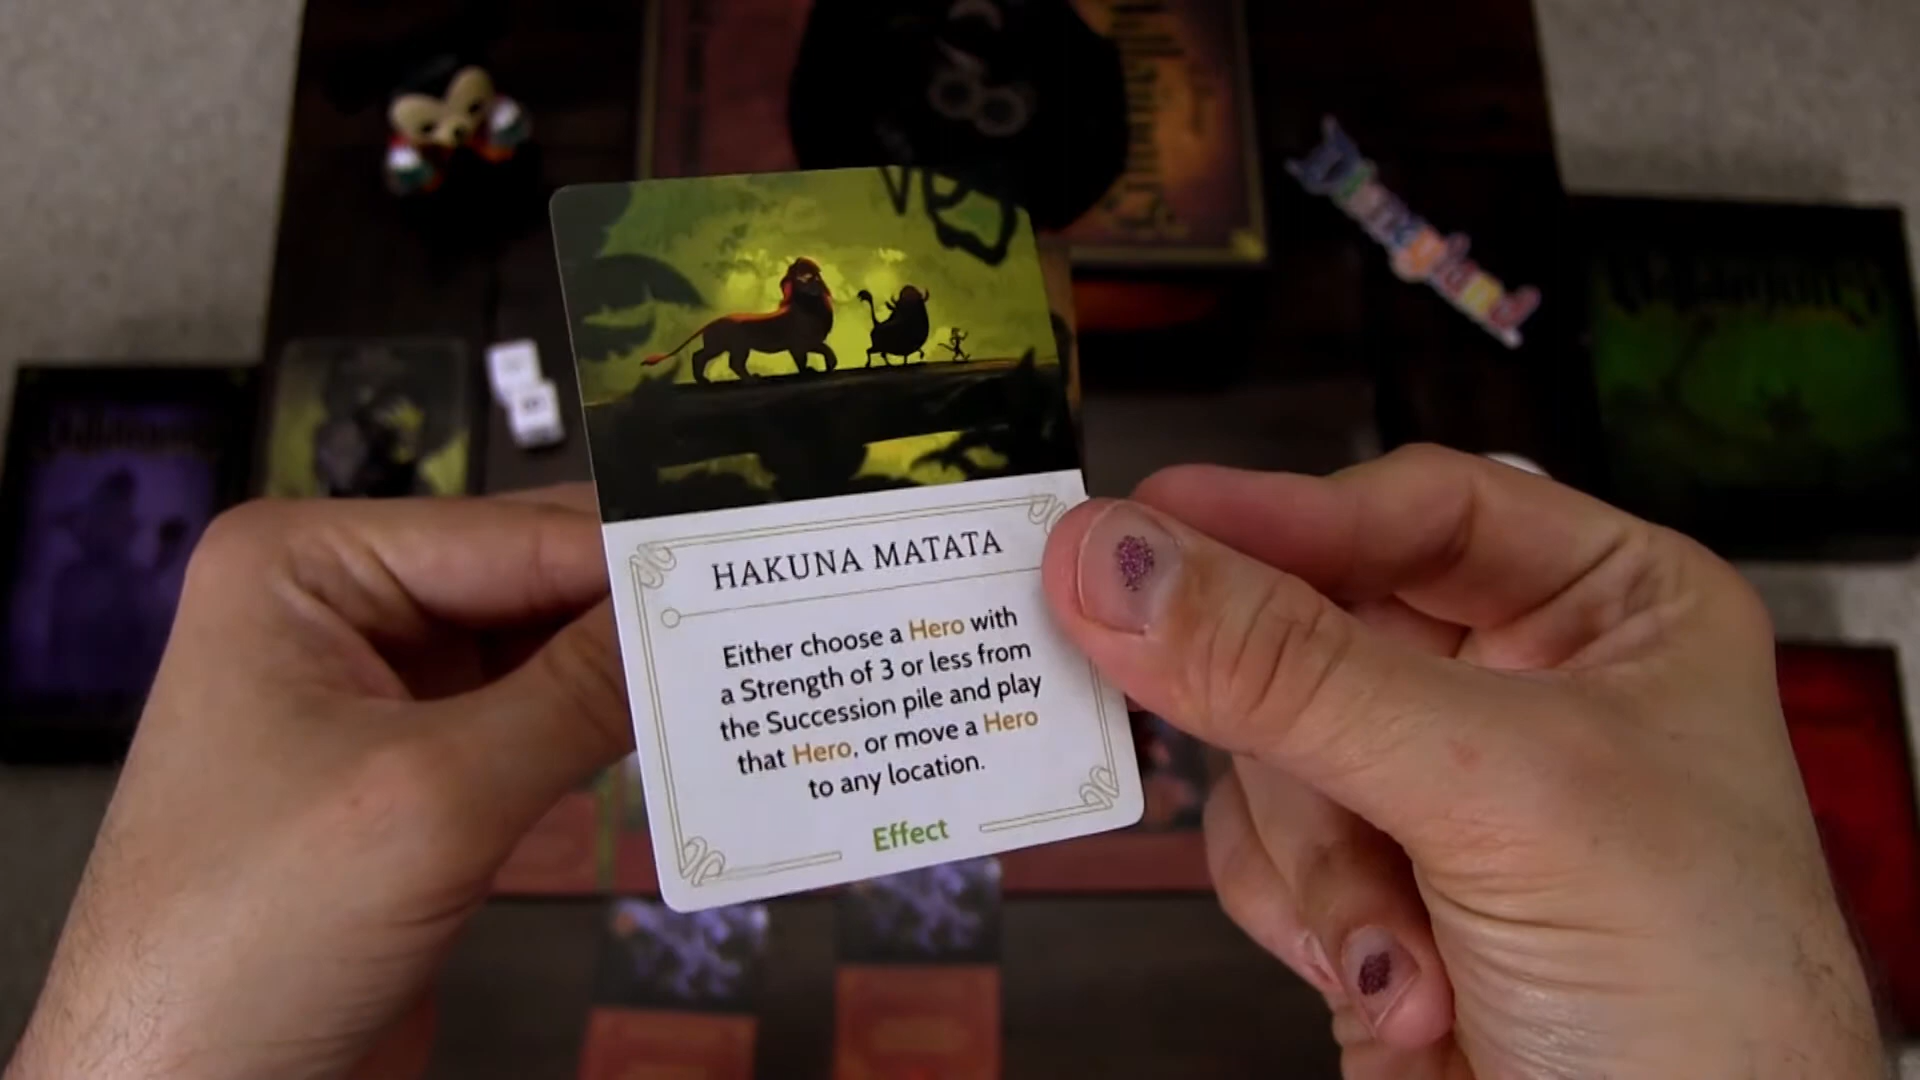 HAKUNA MATATA
Either choose a Hero with
a Strength of 3 or less from
the Succession pile and play
that Hero, or move a Hero
to any location.
Effect